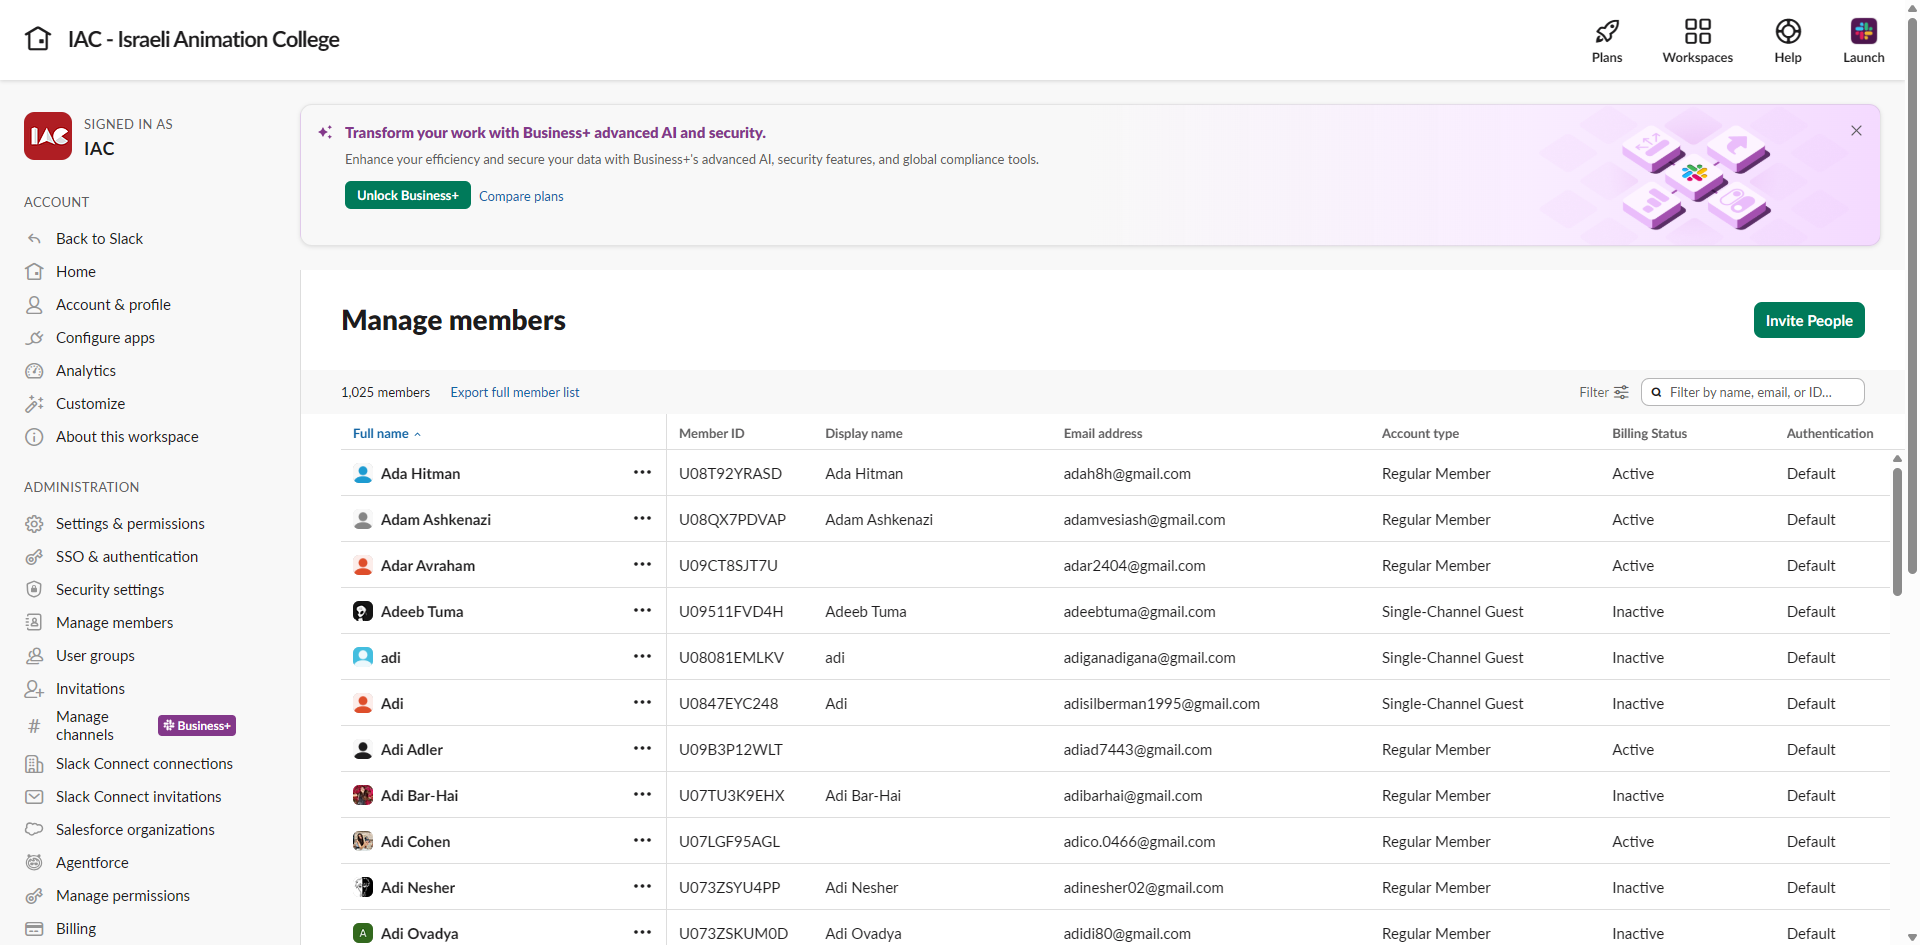 IAC - Israeli Animation College
Plans
Workspaces
Help
Launch
IAC
SIGNED IN AS
IAC
ACCOUNT
Back to Slack
Home
Account & profile
Configure apps
Analytics
Customize
About this workspace
ADMINISTRATION
Settings & permissions
SSO & authentication
Security settings
Manage members
User groups
Invitations
Manage channels Business+
Slack Connect connections
Slack Connect invitations
Salesforce organizations
Agentforce
Manage permissions
Billing
Transform your work with Business+ advanced AI and security.
Enhance your efficiency and secure your data with Business+'s advanced AI, security features, and global compliance tools.
Unlock Business+ Compare plans
Manage members
Invite People
1,025 members Export full member list
Filter Filter by name, email, or ID...
Full name Member ID Display name Email address Account type Billing Status Authentication
Ada Hitman U08T92YRASD Ada Hitman adah8h@gmail.com Regular Member Active Default
Adam Ashkenazi U08QX7PDVAP Adam Ashkenazi adamvesiash@gmail.com Regular Member Active Default
Adar Avraham U09CT8SJT7U adar2404@gmail.com Regular Member Active Default
Adeeb Tuma U09511FVD4H Adeeb Tuma adeebtuma@gmail.com Single-Channel Guest Inactive Default
adi U08081EMLKV adi adiganadigana@gmail.com Single-Channel Guest Inactive Default
Adi U0847EYC248 Adi adisilberman1995@gmail.com Single-Channel Guest Inactive Default
Adi Adler U09B3P12WLT adiad7443@gmail.com Regular Member Active Default
Adi Bar-Hai U07TU3K9EHX Adi Bar-Hai adibarhai@gmail.com Regular Member Inactive Default
Adi Cohen U07LGF95AGL adico.0466@gmail.com Regular Member Active Default
Adi Nesher U073ZSYU4PP Adi Nesher adinesher02@gmail.com Regular Member Inactive Default
A Adi Ovadya U073ZSKUM0D Adi Ovadya adidi80@gmail.com Regular Member Inactive Default